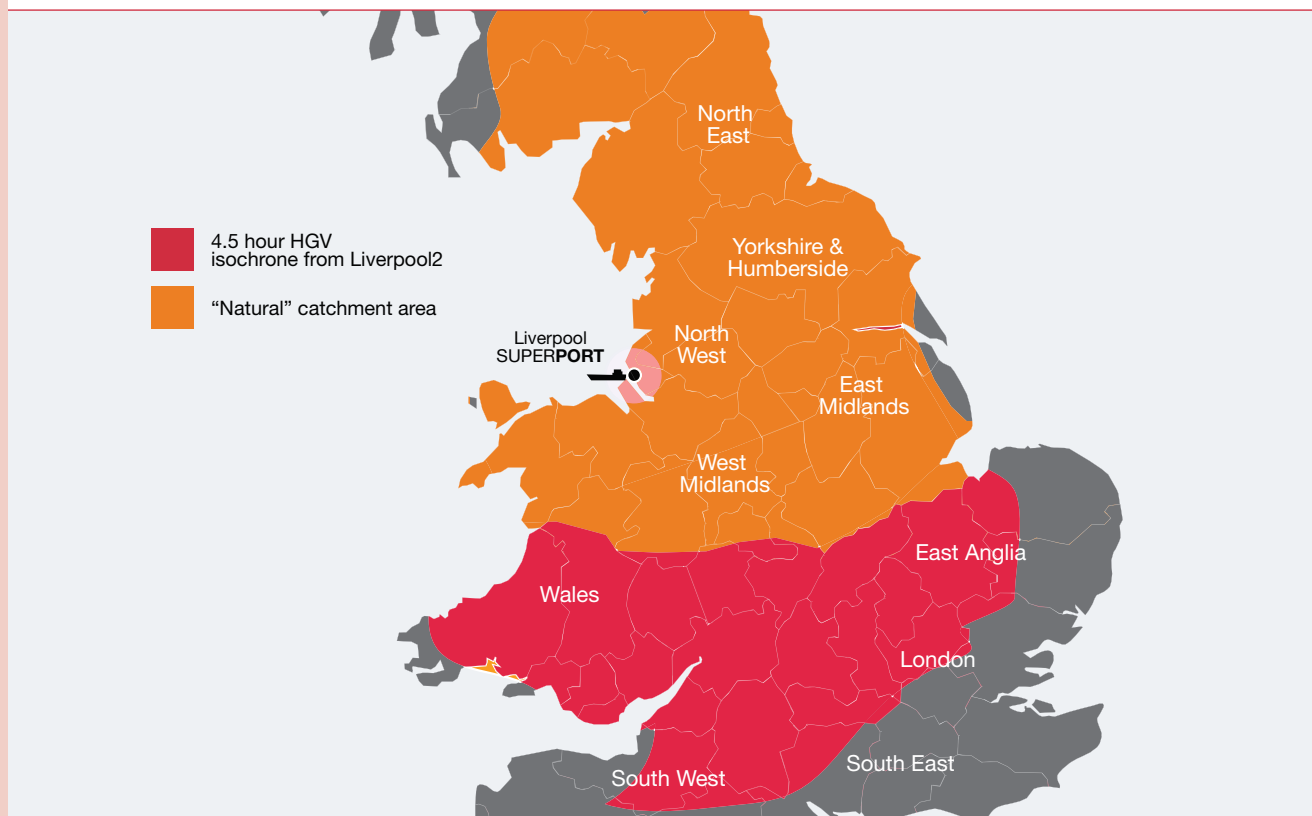 North
East
Yorkshire &
Humberside
4.5 hour HGV
isochrone from Liverpool2
“Natural” catchment area
Liverpool
SUPERPORT
North
West
East
Midlands
West
Midlands
East Anglia
Wales
London
South East
South West